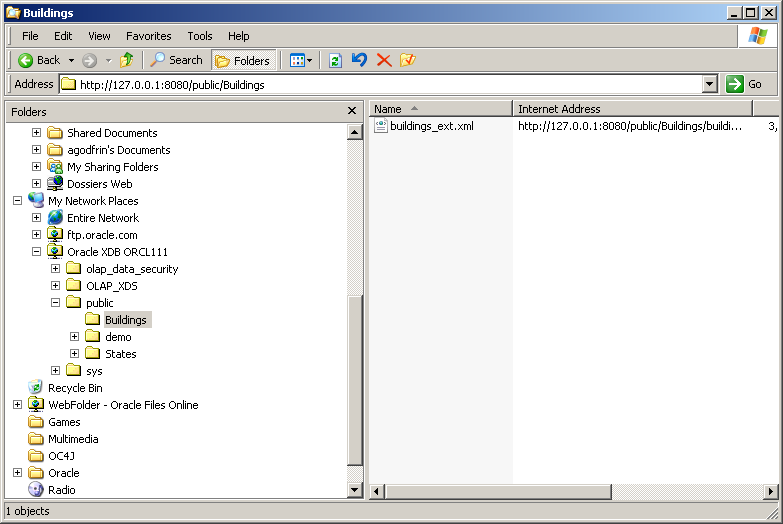 Buildings
File Edit View Favorites Tools Help
Back Search Folders
Address http://127.0.0.1:8080/public/Buildings Go
Folders
Name Internet Address
buildings_ext.xml http://127.0.0.1:8080/public/Buildings/buildi... 3,
Shared Documents
agodfrin's Documents
My Sharing Folders
Dossiers Web
My Network Places
Entire Network
ftp.oracle.com
Oracle XDB ORCL111
olap_data_security
OLAP_XDS
public
Buildings
demo
States
sys
Recycle Bin
WebFolder - Oracle Files Online
Games
Multimedia
OC4J
Oracle
Radio
1 objects